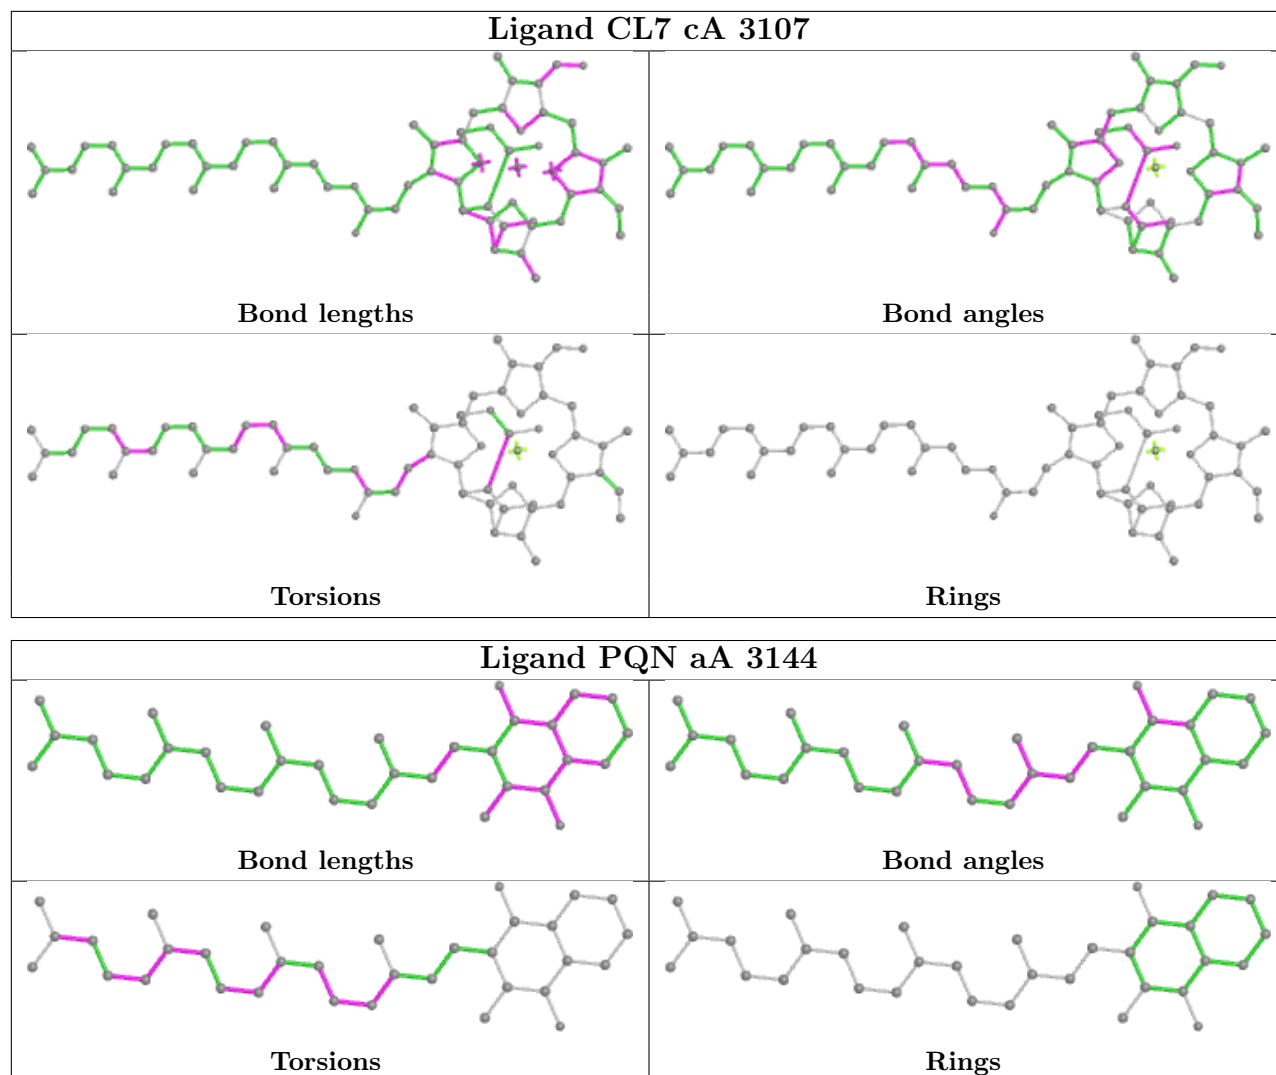 Ligand CL7 cA 3107
Bond lengths
Bond angles
Torsions
Rings
Ligand PQN aA 3144
Bond lengths
Bond angles
Torsions
Rings